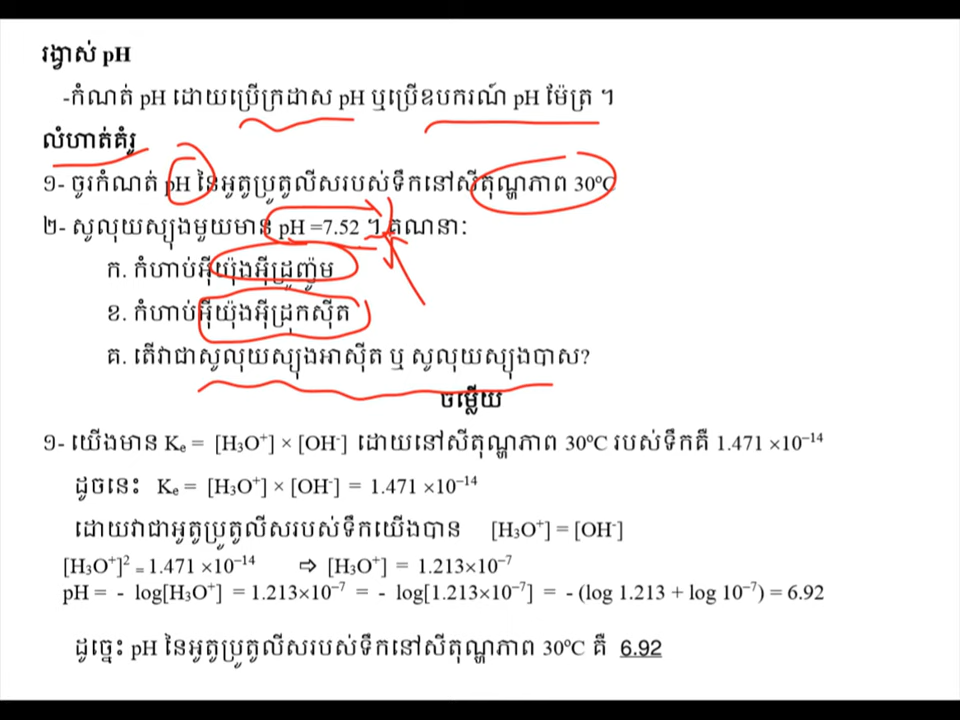 រង្វាស់ pH
-កំណត់ pH ដោយប្រើក្រដាស pH ឬប្រើឧបករណ៍ pH ម៉ែត្រ ។
លំហាត់គំរូ
១- ចូរកំណត់ pH នៃអូតូប្រូតូលីសរបស់ទឹកនៅសីតុណ្ហភាព 30ºC
២- សូលុយស្យុងមួយមាន pH =7.52 ។ គណនាៈ
ក. កំហាប់អ៊ីយ៉ុងអ៊ីដ្រូញ៉ូម
ខ. កំហាប់អ៊ីយ៉ុងអ៊ីដ្រុកស៊ីត
គ. តើវាជាសូលុយស្យុងអាស៊ីត ឬ សូលុយស្យុងបាស?
ចម្លើយ
១- យើងមាន Kₑ = [H₃O⁺] × [OH⁻] ដោយនៅសីតុណ្ហភាព 30ºC របស់ទឹកគឺ 1.471 ×10⁻¹⁴
ដូចនេះ Kₑ = [H₃O⁺] × [OH⁻] = 1.471 ×10⁻¹⁴
ដោយវាជាអូតូប្រូតូលីសរបស់ទឹកយើងបាន [H₃O⁺] = [OH⁻]
[H₃O⁺]² = 1.471 ×10⁻¹⁴ ⇨ [H₃O⁺] = 1.213×10⁻⁷
pH = - log[H₃O⁺] = 1.213×10⁻⁷ = - log[1.213×10⁻⁷] = - (log 1.213 + log 10⁻⁷) = 6.92
ដូច្នេះ pH នៃអូតូប្រូតូលីសរបស់ទឹកនៅសីតុណ្ហភាព 30ºC គឺ 6.92